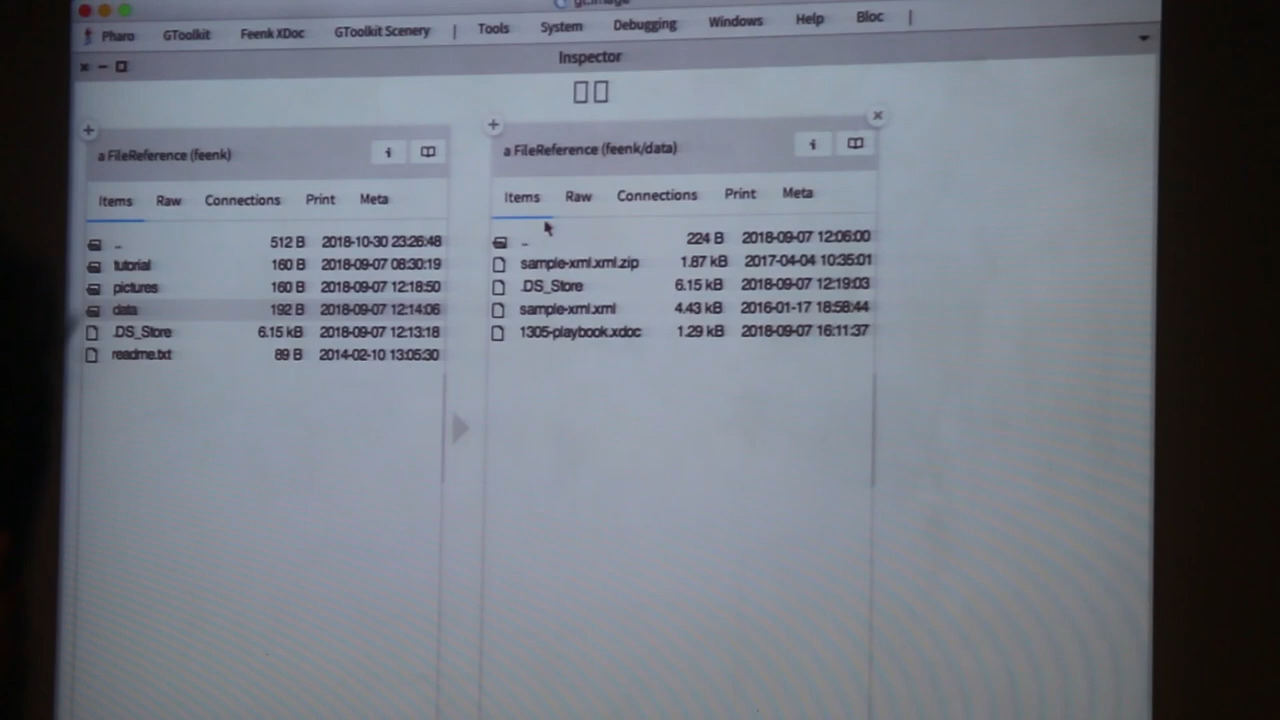 gt.image
Pharo GToolkit Feenk XDoc GToolkit Scenery | Tools System Debugging Windows Help Bloc |
Inspector
a FileReference (feenk)
Items Raw Connections Print Meta
.. 512 B 2018-10-30 23:26:48
tutorial 160 B 2018-09-07 08:30:19
pictures 160 B 2018-09-07 12:18:50
data 192 B 2018-09-07 12:14:06
.DS_Store 6.15 kB 2018-09-07 12:13:18
readme.txt 89 B 2014-02-10 13:05:30
a FileReference (feenk/data)
Items Raw Connections Print Meta
.. 224 B 2018-09-07 12:06:00
sample-xml.xml.zip 1.87 kB 2017-04-04 10:35:01
.DS_Store 6.15 kB 2018-09-07 12:19:03
sample-xml.xml 4.43 kB 2016-01-17 18:58:44
1305-playbook.xdoc 1.29 kB 2018-09-07 16:11:37